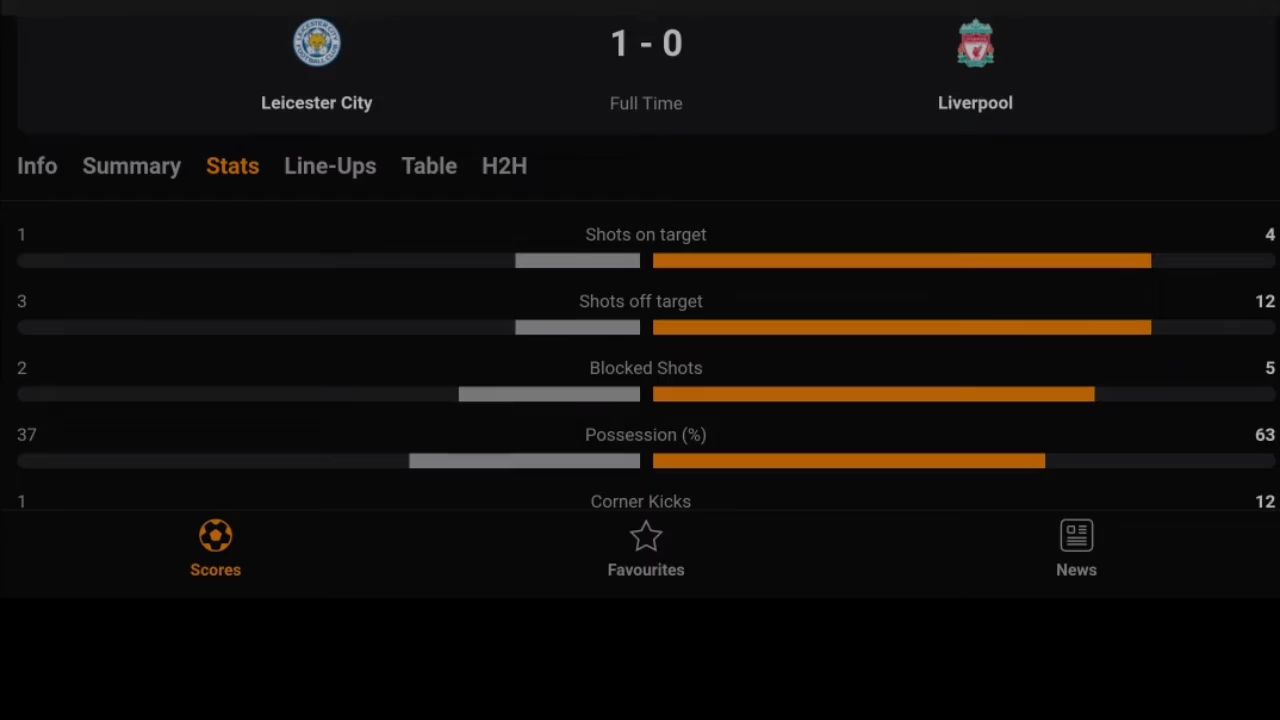 1 - 0
Leicester City Full Time Liverpool
Info Summary Stats Line-Ups Table H2H
1 Shots on target 4
3 Shots off target 12
2 Blocked Shots 5
37 Possession (%) 63
1 Corner Kicks 12
Scores Favourites News